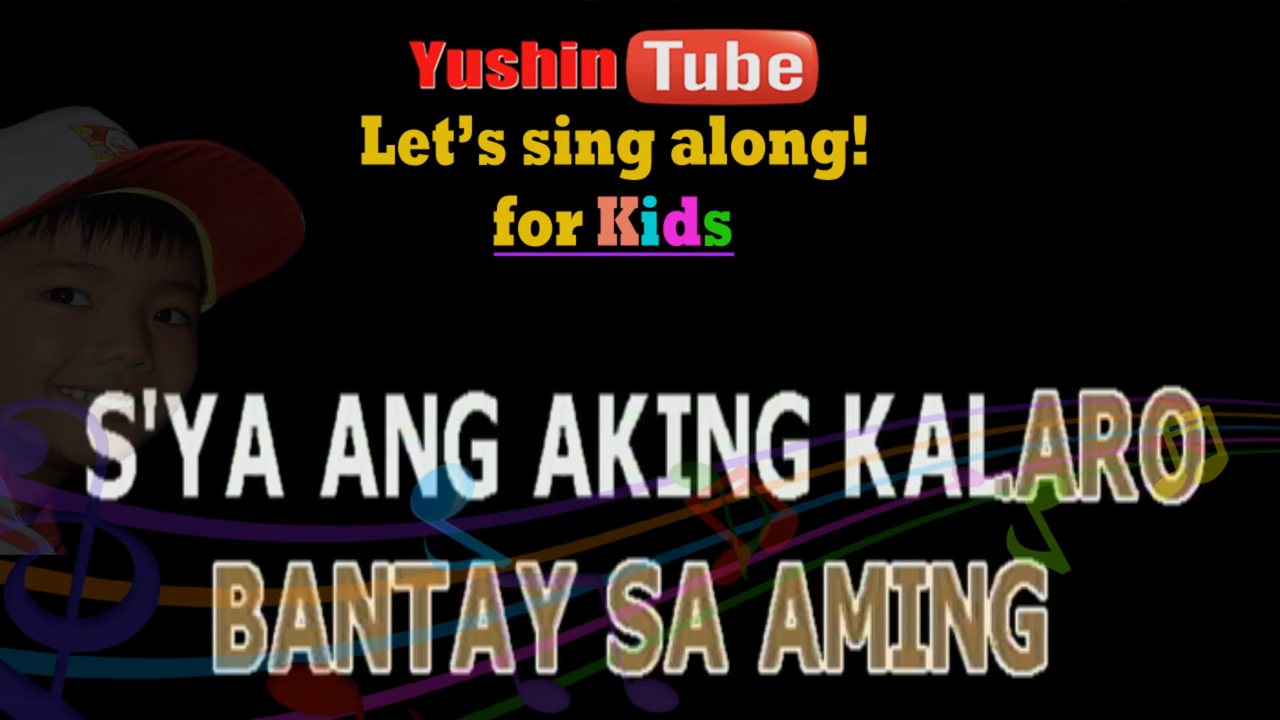 Yushin Tube
Let's sing along!
for Kids
S'YA ANG AKING KALARO
BANTAY SA AMING